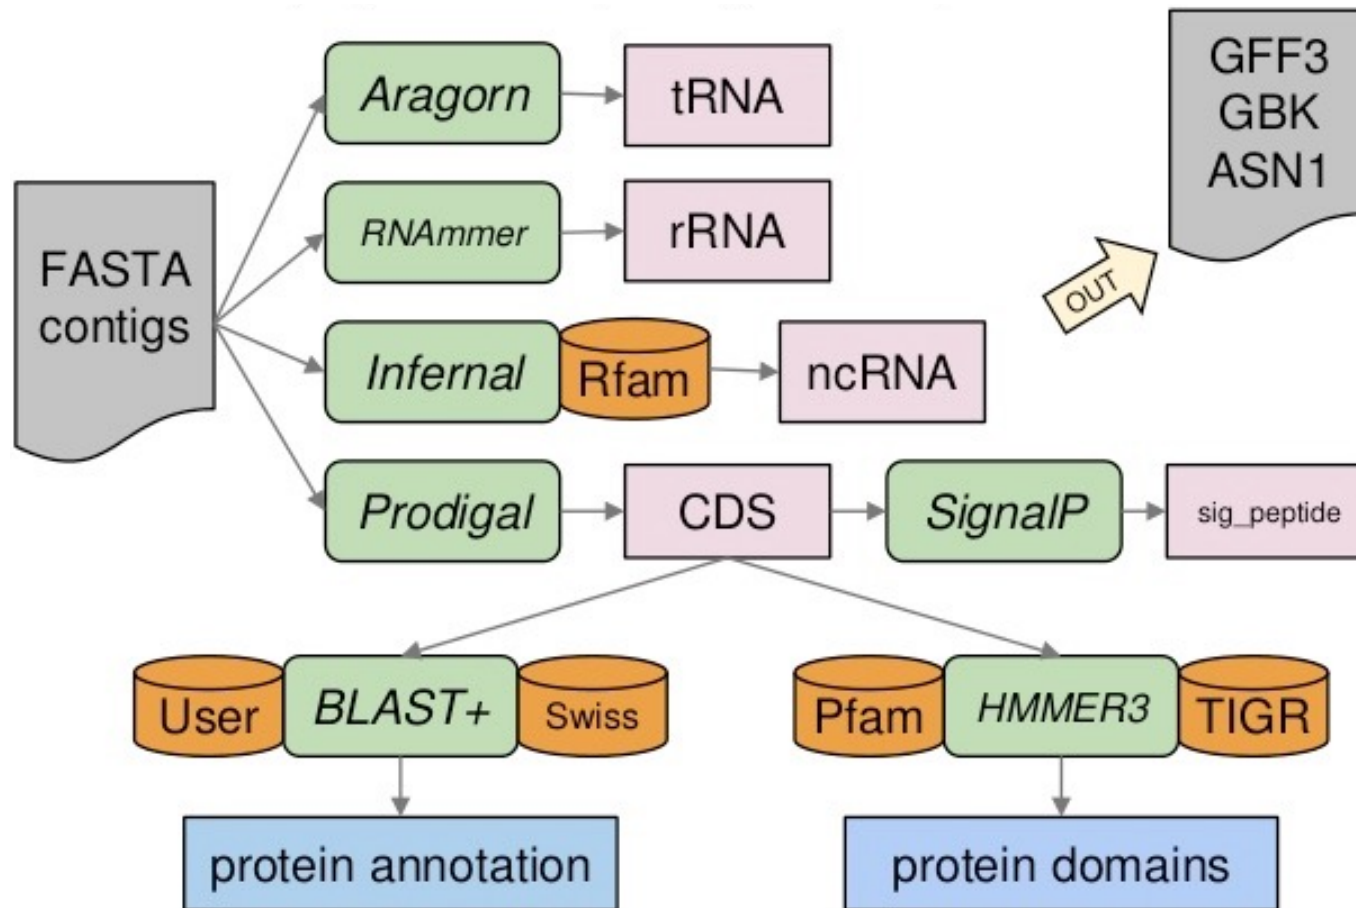 Aragorn
tRNA
GFF3
GBK
ASN1
FASTA
contigs
RNAmmer
rRNA
OUT
Infernal
Rfam
ncRNA
Prodigal
CDS
SignalP
sig_peptide
User
BLAST+
Swiss
Pfam
HMMER3
TIGR
protein annotation
protein domains